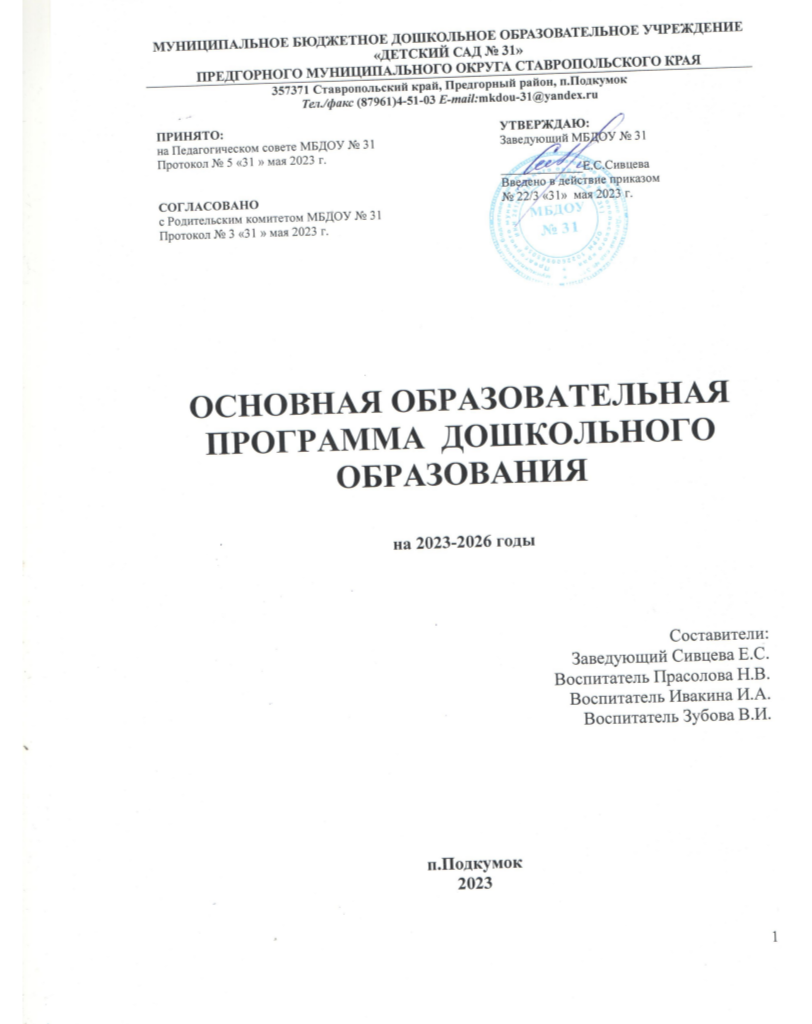 МУНИЦИПАЛЬНОЕ БЮДЖЕТНОЕ ДОШКОЛЬНОЕ ОБРАЗОВАТЕЛЬНОЕ УЧРЕЖДЕНИЕ
«ДЕТСКИЙ САД № 31»
ПРЕДГОРНОГО МУНИЦИПАЛЬНОГО ОКРУГА СТАВРОПОЛЬСКОГО КРАЯ
357371 Ставропольский край, Предгорный район, п.Подкумок
Тел./факс (87961)4-51-03 E-mail:mkdou-31@yandex.ru
ПРИНЯТО:
на Педагогическом совете МБДОУ № 31
Протокол № 5 «31 » мая 2023 г.
СОГЛАСОВАНО
с Родительским комитетом МБДОУ № 31
Протокол № 3 «31 » мая 2023 г.
УТВЕРЖДАЮ:
Заведующий МБДОУ № 31
Е.С.Сивцева
Введено в действие приказом
№ 22/3 «31» мая 2023 г.
МБДОУ
№ 31
ОСНОВНАЯ ОБРАЗОВАТЕЛЬНАЯ
ПРОГРАММА ДОШКОЛЬНОГО
ОБРАЗОВАНИЯ
на 2023-2026 годы
Составители:
Заведующий Сивцева Е.С.
Воспитатель Прасолова Н.В.
Воспитатель Ивакина И.А.
Воспитатель Зубова В.И.
п.Подкумок
2023
1